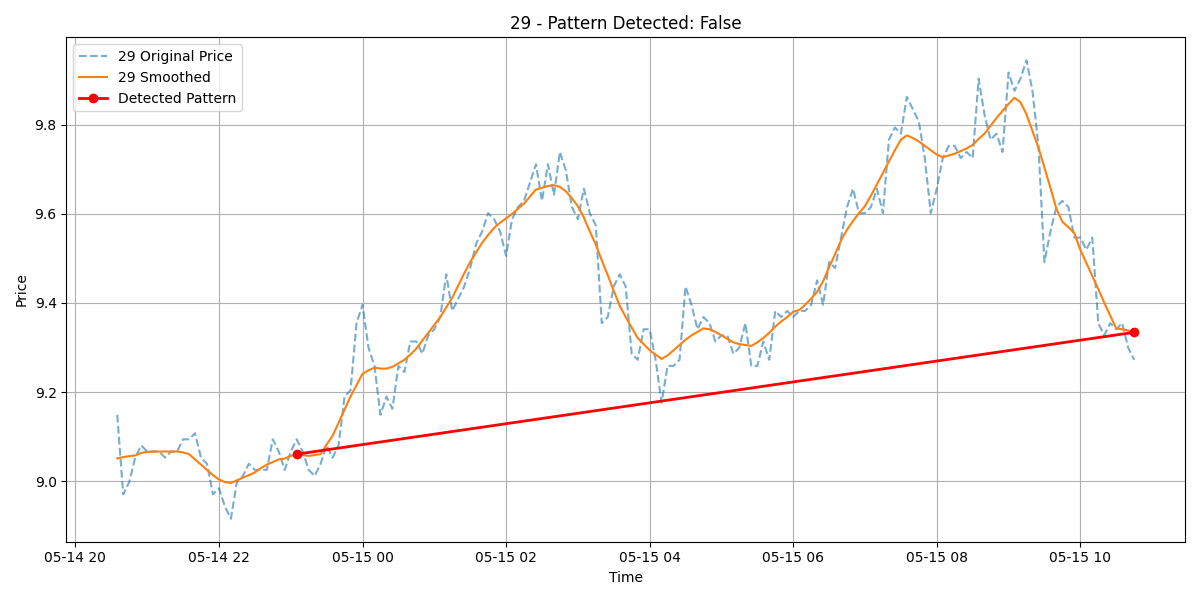 29 - Pattern Detected: False
29 Original Price
29 Smoothed
Detected Pattern
Price
9.8
9.6
9.4
9.2
9.0
05-14 20
05-14 22
05-15 00
05-15 02
05-15 04
05-15 06
05-15 08
05-15 10
Time